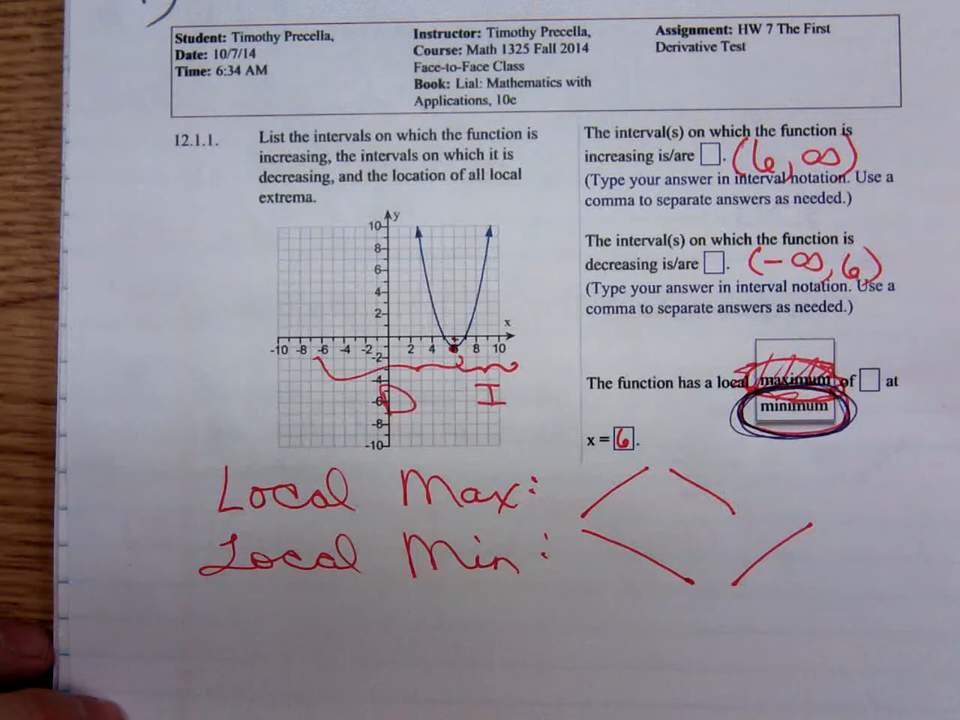 Student: Timothy Precella,
Date: 10/7/14
Time: 6:34 AM
Instructor: Timothy Precella,
Course: Math 1325 Fall 2014
Face-to-Face Class
Book: Lial: Mathematics with
Applications, 10e
Assignment: HW 7 The First
Derivative Test
12.1.1.
List the intervals on which the function is
increasing, the intervals on which it is
decreasing, and the location of all local
extrema.
y
10
8
6
4
2
x
-10 -8 -6 -4 -2 2 4 6 8 10
-2
-4
-6
-8
-10
D I
The interval(s) on which the function is
increasing is/are □. (6, ∞)
(Type your answer in interval notation. Use a
comma to separate answers as needed.)
The interval(s) on which the function is
decreasing is/are □. (-∞, 6)
(Type your answer in interval notation. Use a
comma to separate answers as needed.)
The function has a local maximum of □ at
minimum
x = 6.
Local Max:
Local Min: